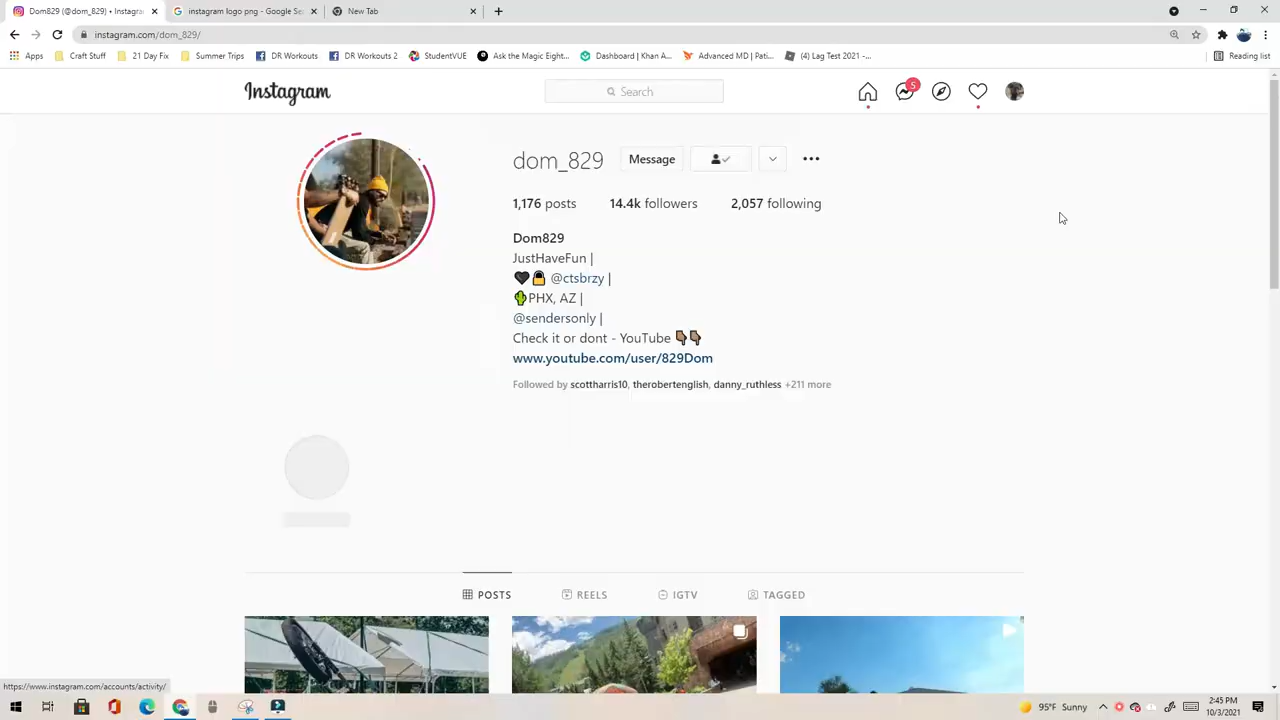 Dom829 (@dom_829) • Instagram
instagram logo png - Google Se
New Tab
instagram.com/dom_829/
Apps
Craft Stuff
21 Day Fix
Summer Trips
DR Workouts
DR Workouts 2
StudentVUE
Ask the Magic Eight...
Dashboard | Khan A...
Advanced MD | Pati...
(4) Lag Test 2021 -...
Reading list
Instagram
Search
5
dom_829
Message
1,176 posts
14.4k followers
2,057 following
Dom829
JustHaveFun |
🖤🔒 @ctsbrzy |
🌵PHX, AZ |
@sendersonly |
Check it or dont - YouTube 👇🏾👇🏾
www.youtube.com/user/829Dom
Followed by scottharris10, therobertenglish, danny_ruthless +211 more
POSTS
REELS
IGTV
TAGGED
https://www.instagram.com/accounts/activity/
95°F Sunny
2:45 PM
10/3/2021